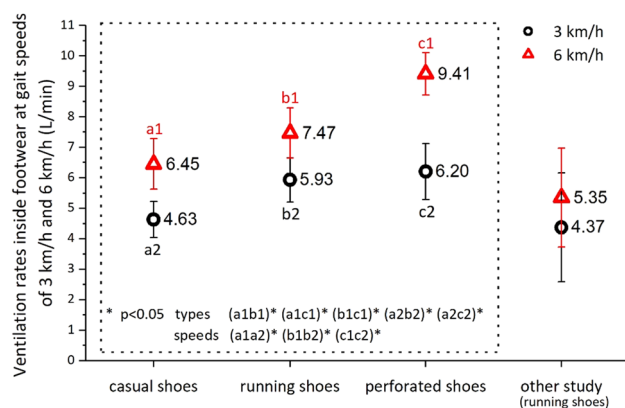 Ventilation rates inside footwear at gait speeds
of 3 km/h and 6 km/h (L/min)
11
10
9
8
7
6
5
4
3
2
1
0
3 km/h
6 km/h
a1
6.45
4.63
a2
b1
7.47
5.93
b2
c1
9.41
6.20
c2
5.35
4.37
* p<0.05 types (a1b1)* (a1c1)* (b1c1)* (a2b2)* (a2c2)*
speeds (a1a2)* (b1b2)* (c1c2)*
casual shoes
running shoes
perforated shoes
other study
(running shoes)